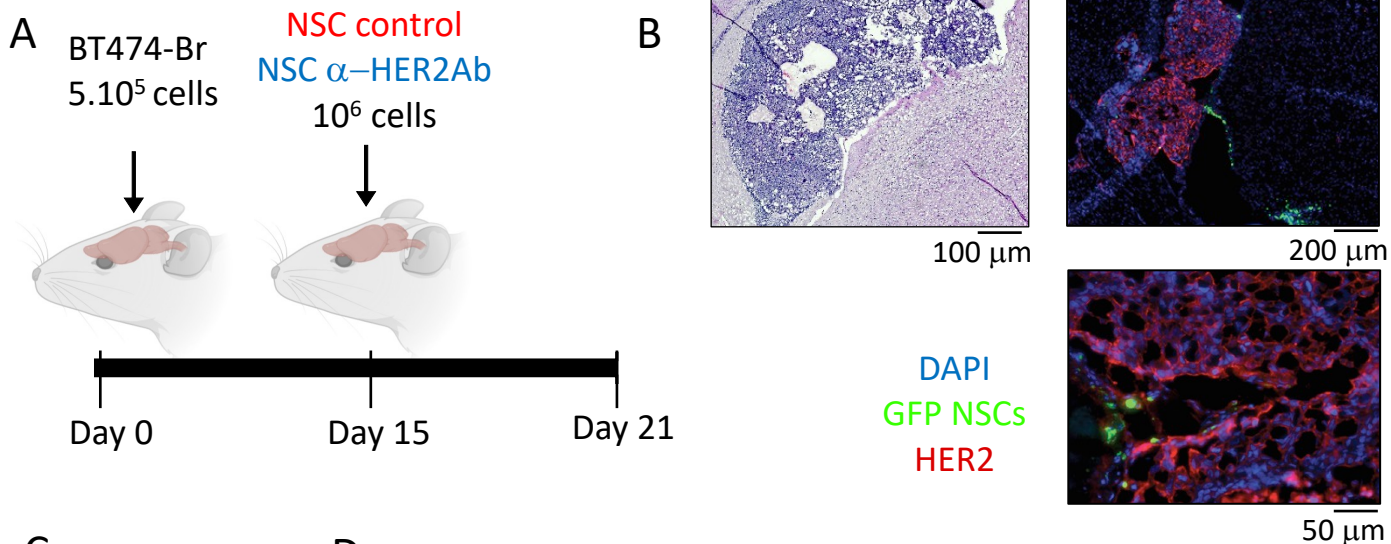 A
BT474-Br
5.10⁵ cells
NSC control
NSC α–HER2Ab
10⁶ cells
Day 0
Day 15
Day 21
B
100 μm
200 μm
DAPI
GFP NSCs
HER2
50 μm